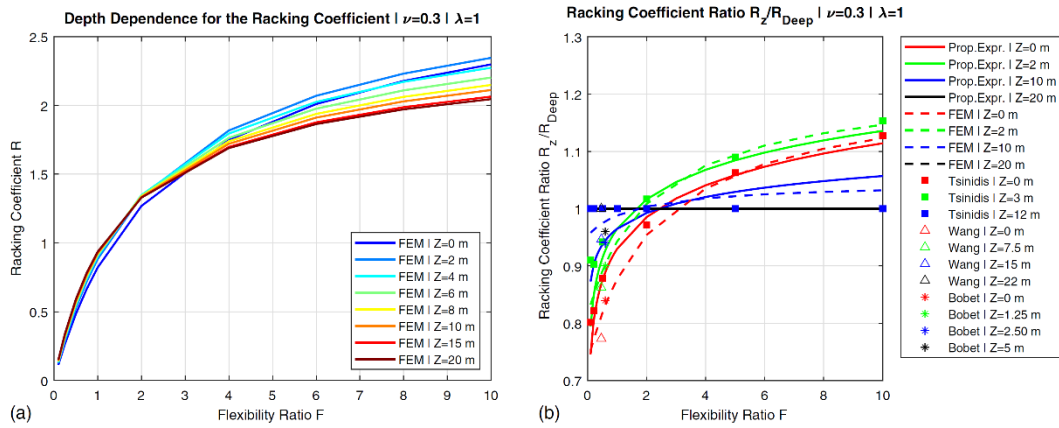 Depth Dependence for the Racking Coefficient | ν=0.3 | λ=1
2.5
2
1.5
1
0.5
0
Racking Coefficient R
FEM | Z=0 m
FEM | Z=2 m
FEM | Z=4 m
FEM | Z=6 m
FEM | Z=8 m
FEM | Z=10 m
FEM | Z=15 m
FEM | Z=20 m
0 1 2 3 4 5 6 7 8 9 10
Flexibility Ratio F
(a)
Racking Coefficient Ratio Rz/RDeep | ν=0.3 | λ=1
1.3
1.2
1.1
1
0.9
0.8
0.7
Racking Coefficient Ratio Rz/RDeep
0 2 4 6 8 10
Flexibility Ratio F
(b)
Prop.Expr. | Z=0 m
Prop.Expr. | Z=2 m
Prop.Expr. | Z=10 m
Prop.Expr. | Z=20 m
FEM | Z=0 m
FEM | Z=2 m
FEM | Z=10 m
FEM | Z=20 m
Tsinidis | Z=0 m
Tsinidis | Z=3 m
Tsinidis | Z=12 m
Wang | Z=0 m
Wang | Z=7.5 m
Wang | Z=15 m
Wang | Z=22 m
Bobet | Z=0 m
Bobet | Z=1.25 m
Bobet | Z=2.50 m
Bobet | Z=5 m